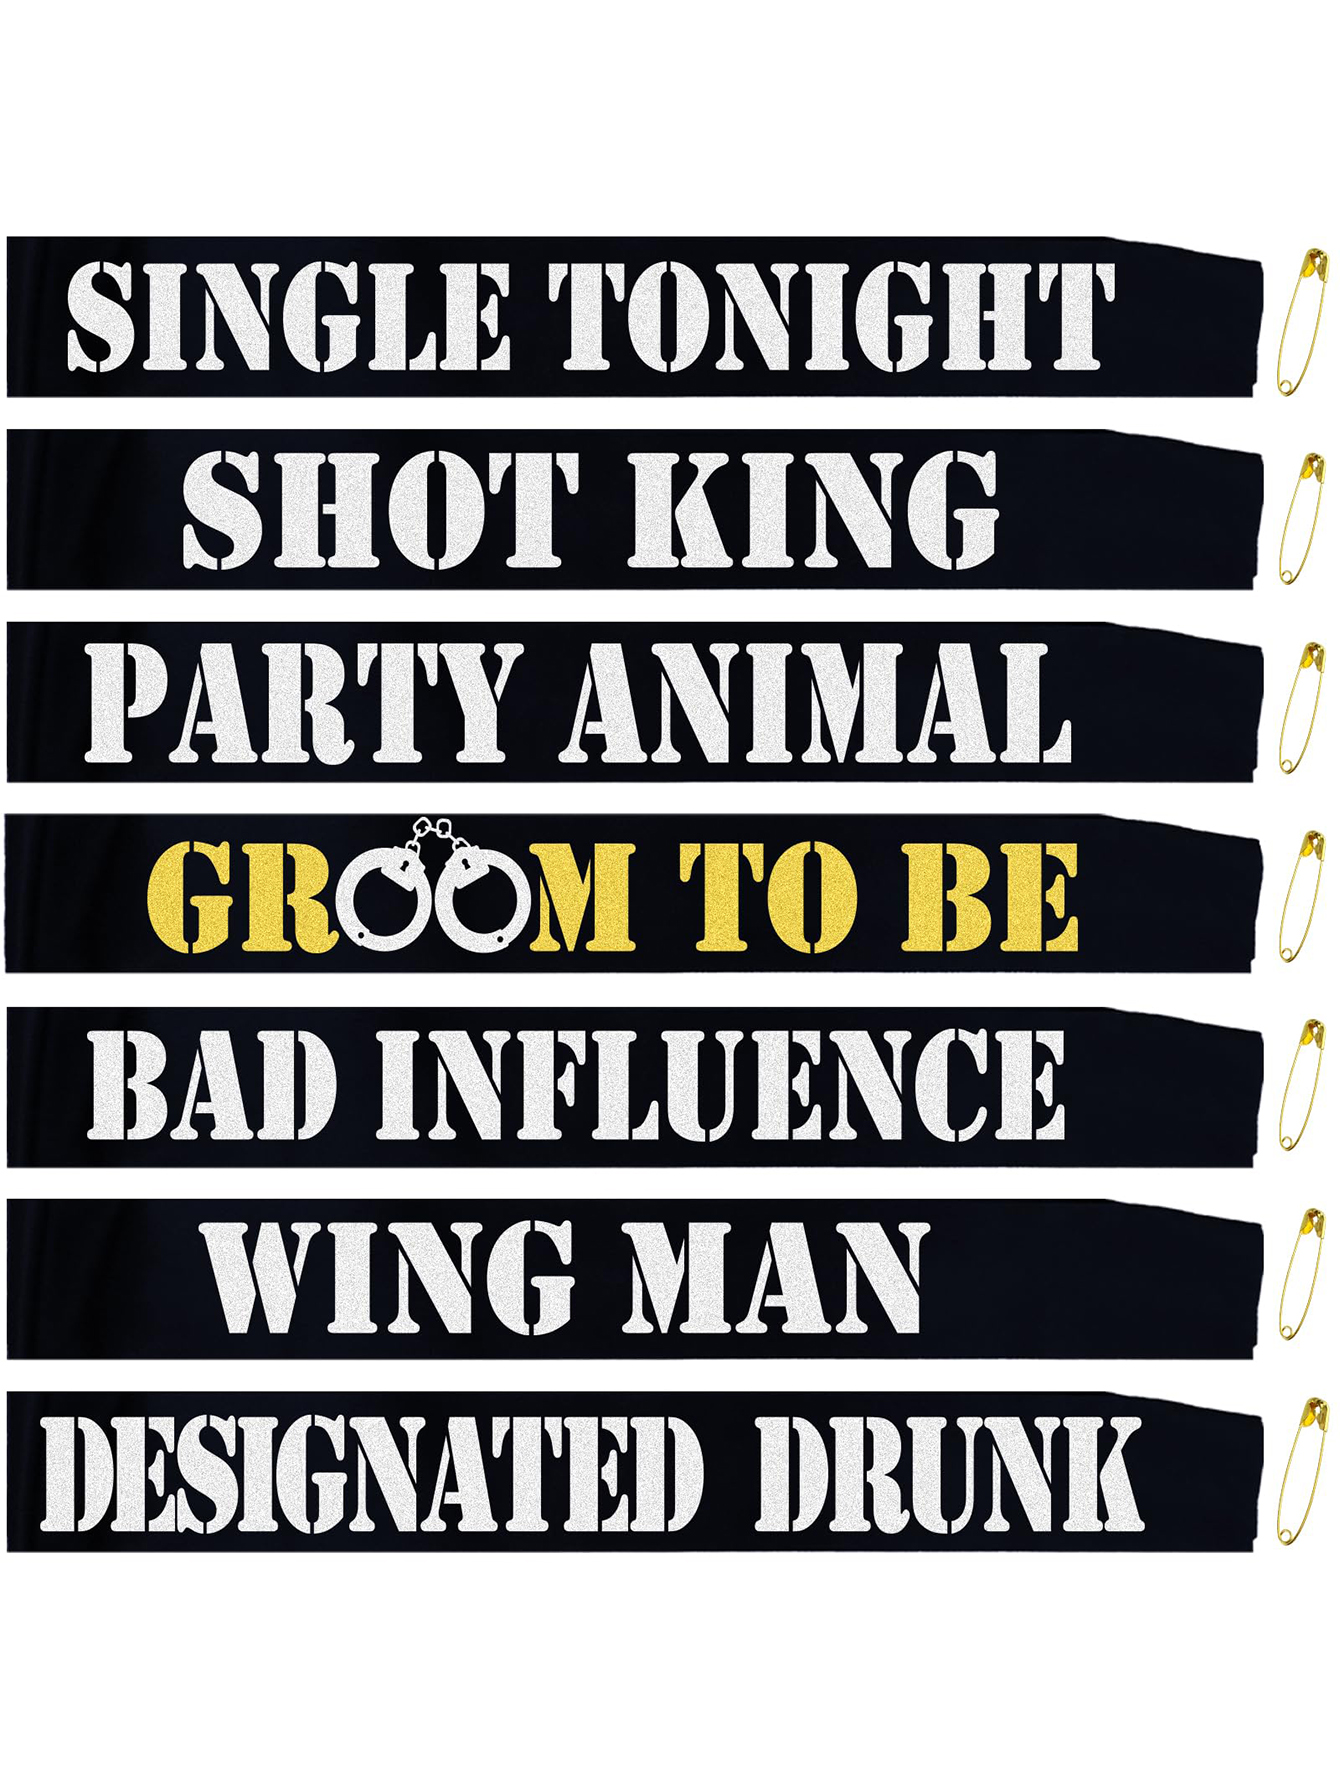 SINGLE TONIGHT
SHOT KING
PARTY ANIMAL
GROOM TO BE
BAD INFLUENCE
WING MAN
DESIGNATED DRUNK